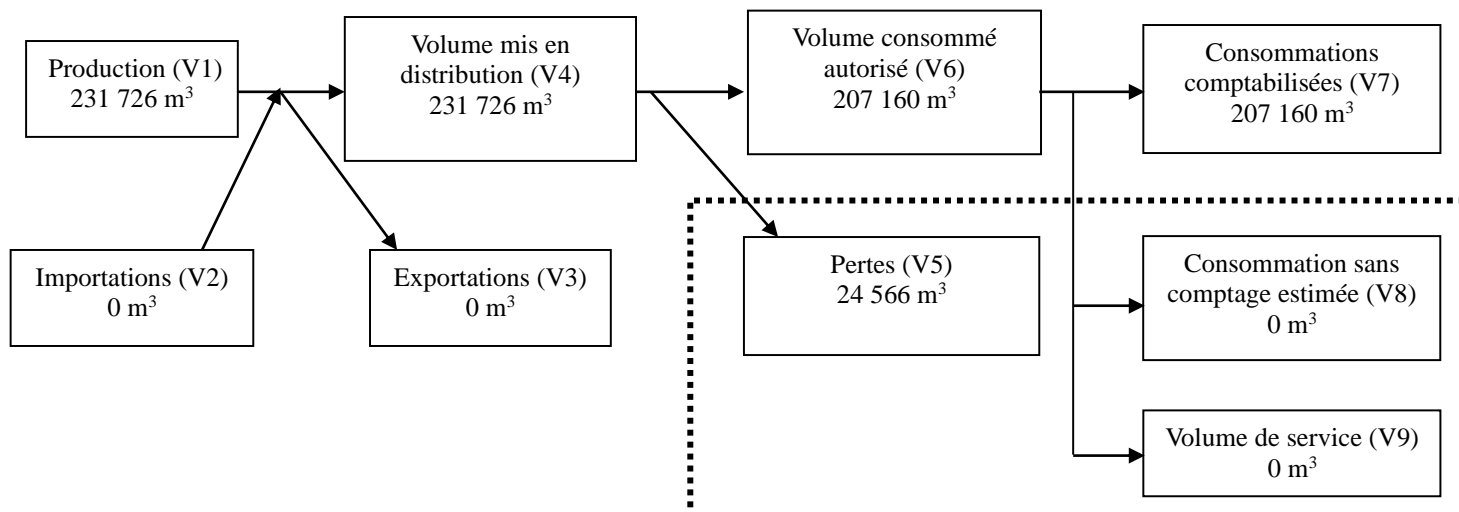 Production (V1)
231 726 m³
Volume mis en
distribution (V4)
231 726 m³
Volume consommé
autorisé (V6)
207 160 m³
Consommations
comptabilisées (V7)
207 160 m³
Importations (V2)
0 m³
Exportations (V3)
0 m³
Pertes (V5)
24 566 m³
Consommation sans
comptage estimée (V8)
0 m³
Volume de service (V9)
0 m³